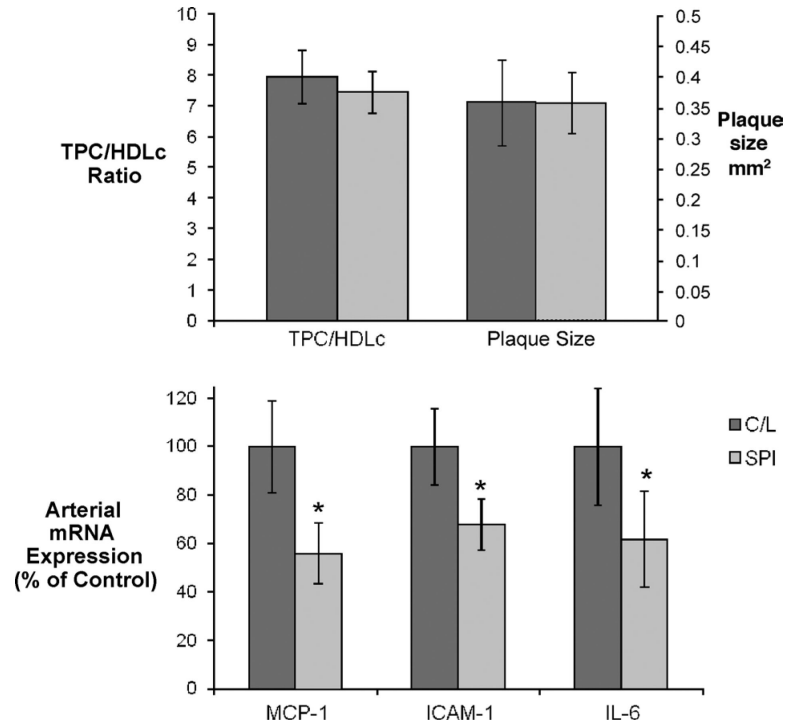 10
9
8
7
6
5
4
3
2
1
0
TPC/HDLc
Ratio
0.5
0.45
0.4
0.35
0.3
0.25
0.2
0.15
0.1
0.05
0
Plaque
size
mm²
TPC/HDLc
Plaque Size
120
100
80
60
40
20
0
Arterial
mRNA
Expression
(% of Control)
*
*
*
C/L
SPI
MCP-1
ICAM-1
IL-6